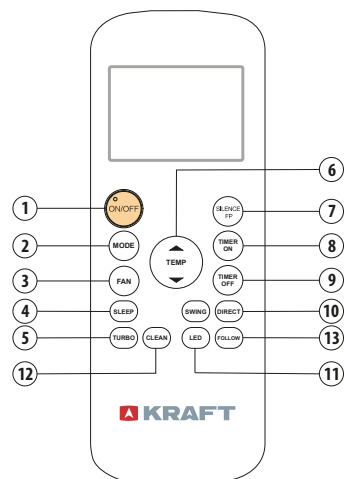 6
1
ON/OFF
SILENCE
FP
7
2
MODE
TEMP
TIMER
ON
8
3
FAN
TIMER
OFF
9
4
SLEEP
SWING
DIRECT
10
5
TURBO
CLEAN
LED
FOLLOW
13
12
11
KRAFT